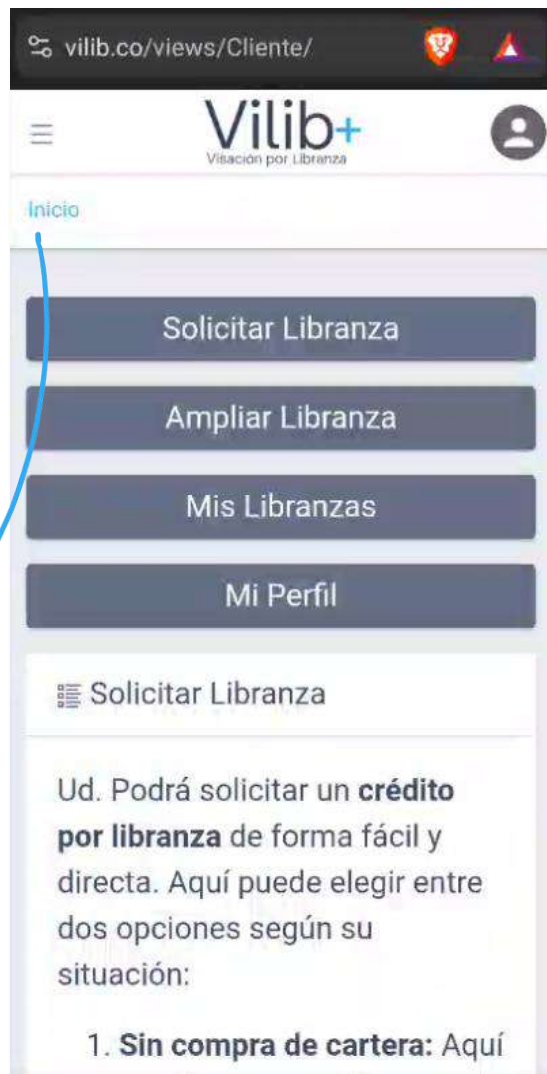 vilib.co/views/Cliente/
Vilib+
Visación por Libranza
Inicio
Solicitar Libranza
Ampliar Libranza
Mis Libranzas
Mi Perfil
Solicitar Libranza
Ud. Podrá solicitar un crédito
por libranza de forma fácil y
directa. Aquí puede elegir entre
dos opciones según su
situación:
1. Sin compra de cartera: Aquí